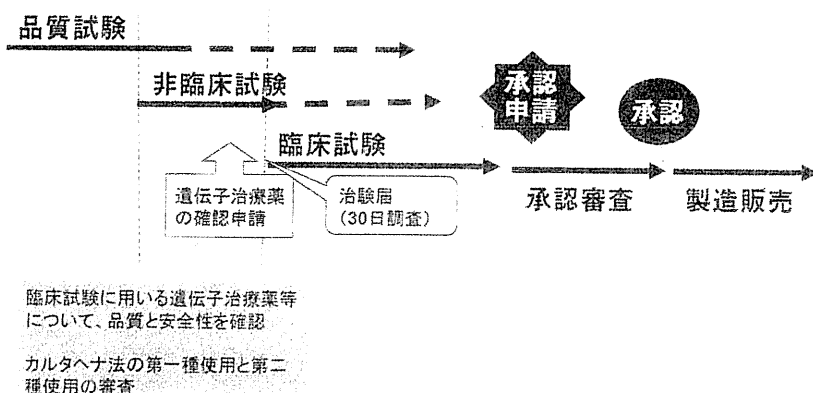 品質試験
非臨床試験
承認
申請
承認
臨床試験
遺伝子治療薬
の確認申請
治験届
(30日調査)
承認審査
製造販売
臨床試験に用いる遺伝子治療薬等
について、品質と安全性を確認
カルタヘナ法の第一種使用と第二
種使用の審査